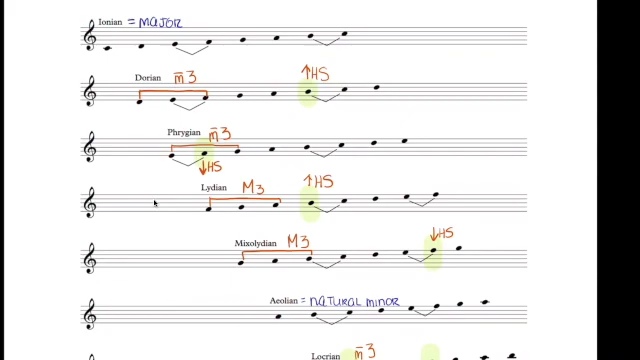 Ionian = MAJOR
Dorian m3 ↑HS
Phrygian m3
↓HS
Lydian M3 ↑HS
Mixolydian M3 ↓HS
Aeolian = NATURAL MINOR
Locrian m3